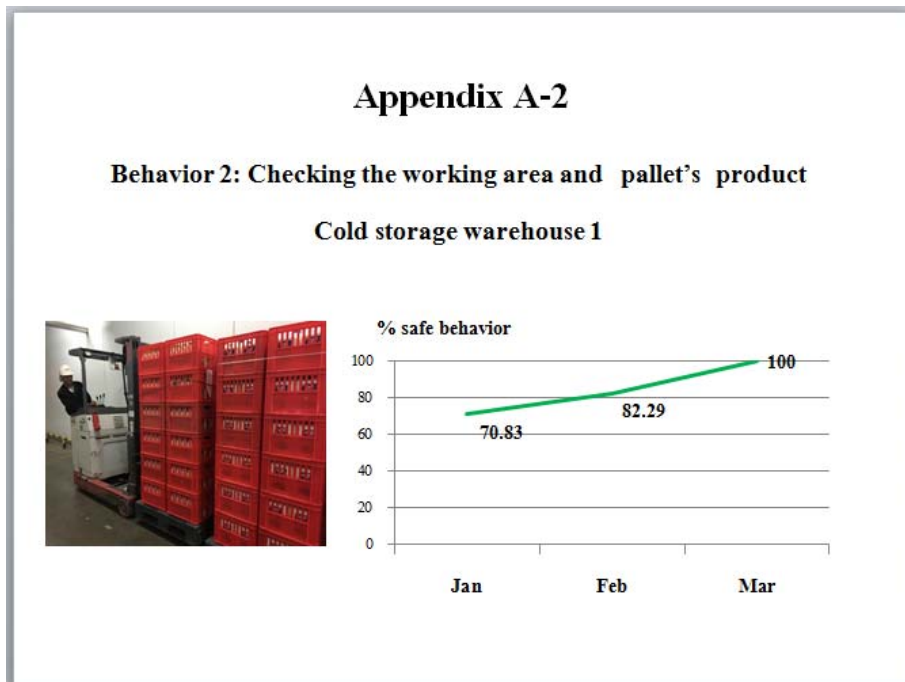 Appendix A-2
Behavior 2: Checking the working area and pallet's product
Cold storage warehouse 1
% safe behavior
100
80
60
40
20
0
70.83
82.29
100
Jan Feb Mar